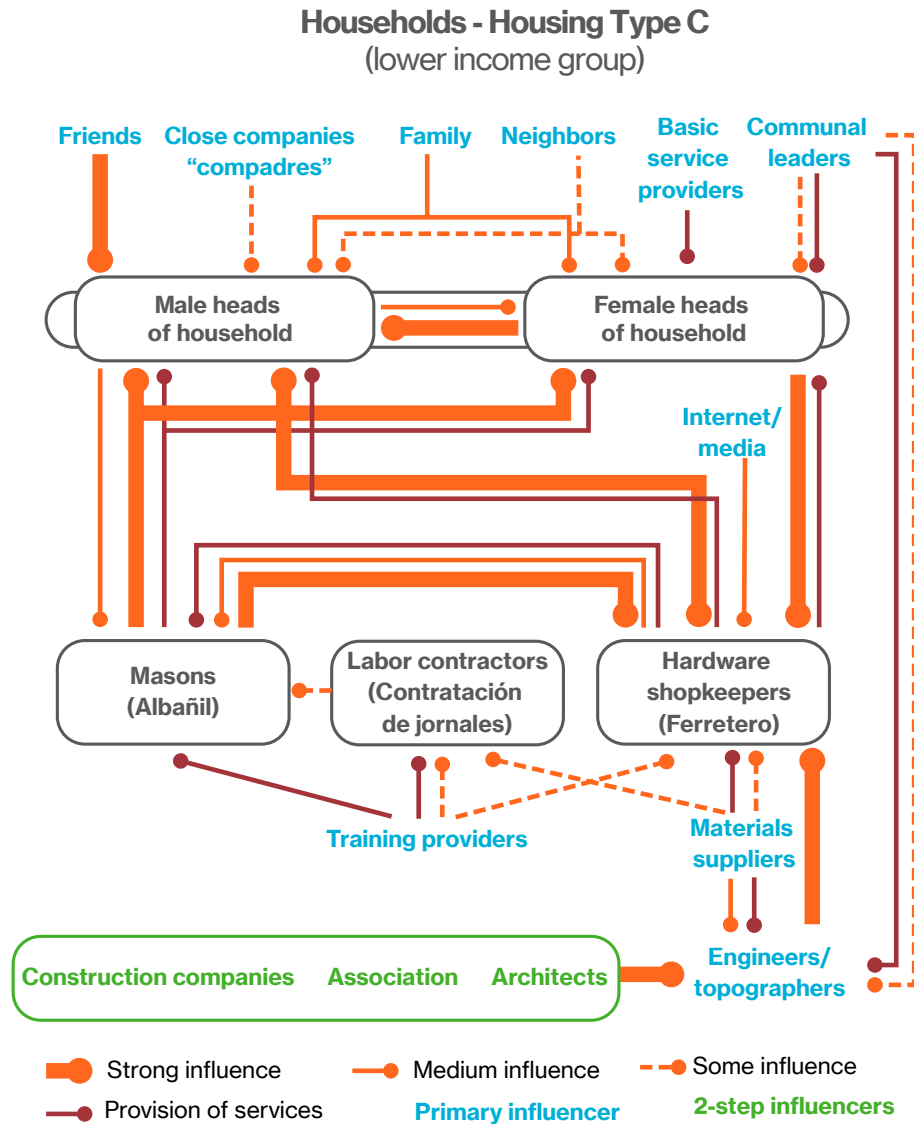 Households - Housing Type C
(lower income group)
Friends
Close companies
“compadres”
Family
Neighbors
Basic
service
providers
Communal
leaders
Male heads
of household
Female heads
of household
Internet/
media
Masons
(Albañil)
Labor contractors
(Contratación
de jornales)
Hardware
shopkeepers
(Ferretero)
Training providers
Materials
suppliers
Construction companies
Association
Architects
Engineers/
topographers
Strong influence
Medium influence
Some influence
Provision of services
Primary influencer
2-step influencers